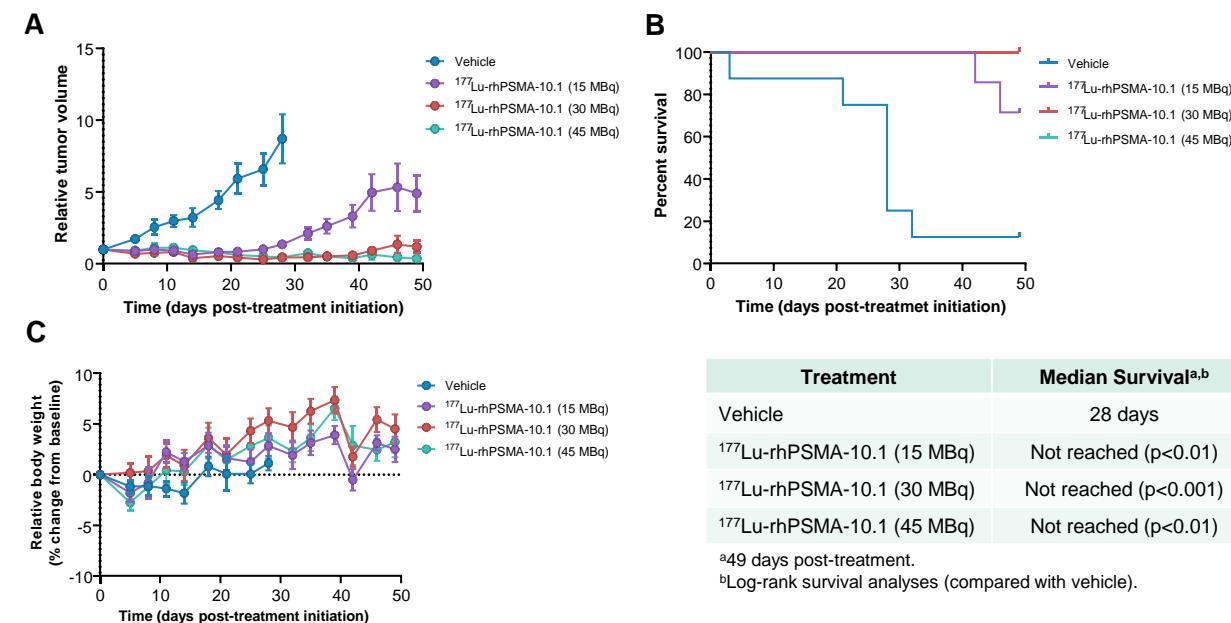 A
15
10
5
0
Relative tumor volume
0 10 20 30 40 50
Time (days post-treatment initiation)
Vehicle
¹⁷⁷Lu-rhPSMA-10.1 (15 MBq)
¹⁷⁷Lu-rhPSMA-10.1 (30 MBq)
¹⁷⁷Lu-rhPSMA-10.1 (45 MBq)
B
100
80
60
40
20
0
Percent survival
0 10 20 30 40 50
Time (days post-treatmet initiation)
Vehicle
¹⁷⁷Lu-rhPSMA-10.1 (15 MBq)
¹⁷⁷Lu-rhPSMA-10.1 (30 MBq)
¹⁷⁷Lu-rhPSMA-10.1 (45 MBq)
C
10
5
0
-5
-10
Relative body weight
(% change from baseline)
0 10 20 30 40 50
Time (days post-treatment initiation)
Vehicle
¹⁷⁷Lu-rhPSMA-10.1 (15 MBq)
¹⁷⁷Lu-rhPSMA-10.1 (30 MBq)
¹⁷⁷Lu-rhPSMA-10.1 (45 MBq)
Treatment Median Survivalᵃ,ᵇ
Vehicle 28 days
¹⁷⁷Lu-rhPSMA-10.1 (15 MBq) Not reached (p<0.01)
¹⁷⁷Lu-rhPSMA-10.1 (30 MBq) Not reached (p<0.001)
¹⁷⁷Lu-rhPSMA-10.1 (45 MBq) Not reached (p<0.01)
ᵃ49 days post-treatment.
ᵇLog-rank survival analyses (compared with vehicle).